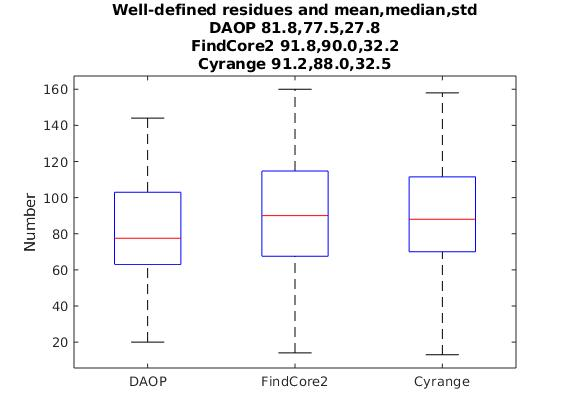 Well-defined residues and mean,median,std
DAOP 81.8,77.5,27.8
FindCore2 91.8,90.0,32.2
Cyrange 91.2,88.0,32.5
160
140
120
100
80
60
40
20
Number
DAOP FindCore2 Cyrange